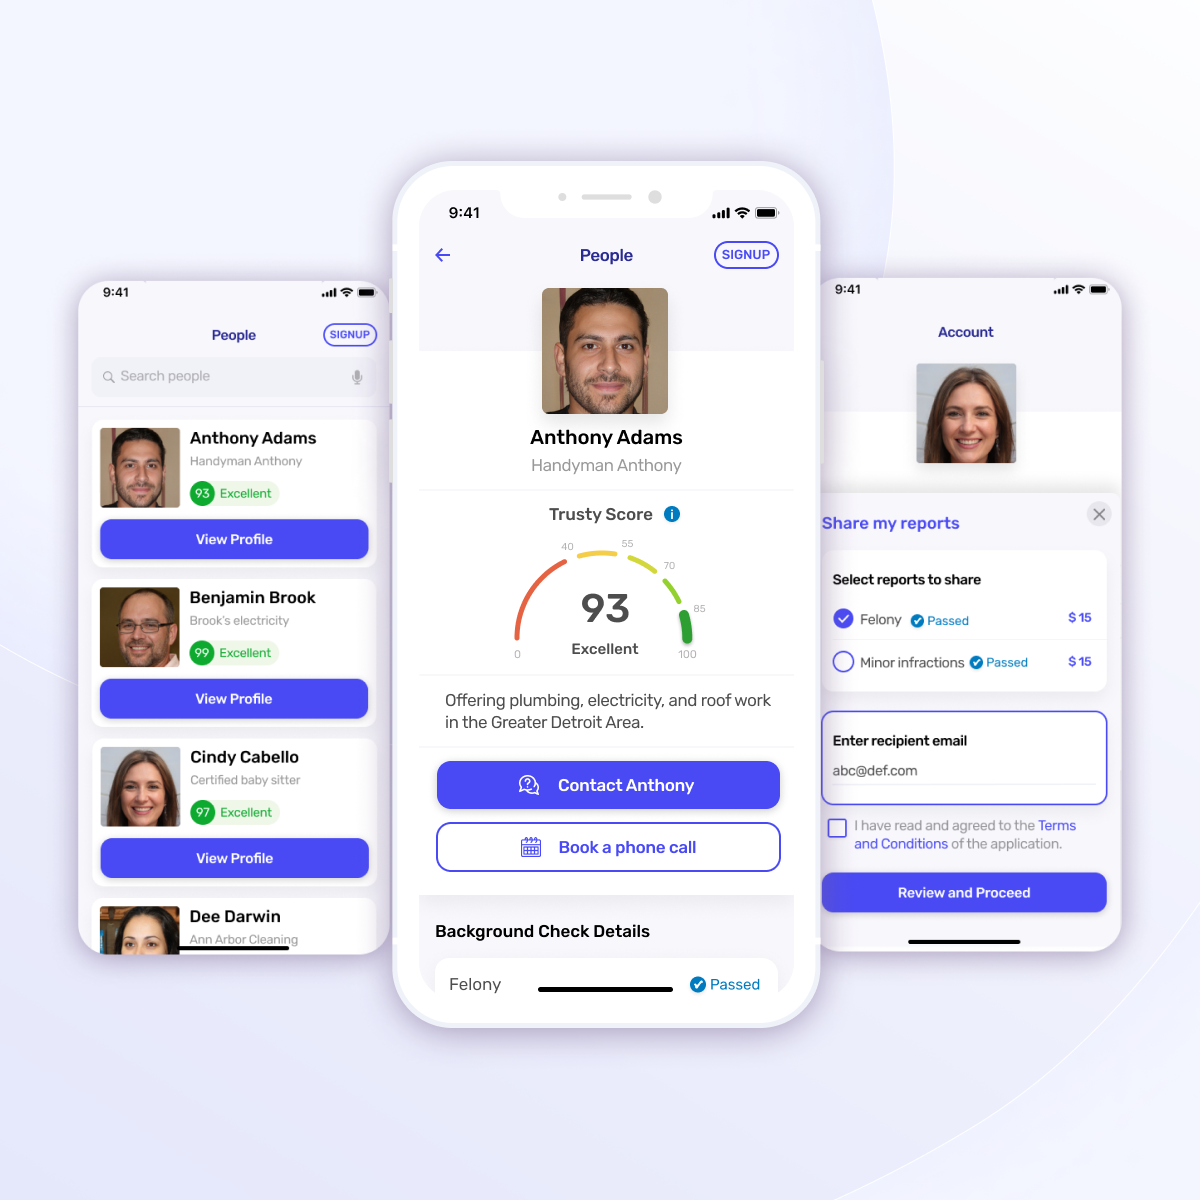 9:41
People
SIGNUP
Search people
Anthony Adams
Handyman Anthony
93 Excellent
View Profile
Benjamin Brook
Brook's electricity
99 Excellent
View Profile
Cindy Cabello
Certified baby sitter
97 Excellent
View Profile
Dee Darwin
Ann Arbor Cleaning
9:41
People
SIGNUP
Anthony Adams
Handyman Anthony
Trusty Score i
40
55
70
85
0
100
93
Excellent
Offering plumbing, electricity, and roof work
in the Greater Detroit Area.
? Contact Anthony
Book a phone call
Background Check Details
Felony Passed
9:41
Account
Share my reports
Select reports to share
Felony Passed $ 15
Minor infractions Passed $ 15
Enter recipient email
abc@def.com
I have read and agreed to the Terms
and Conditions of the application.
Review and Proceed